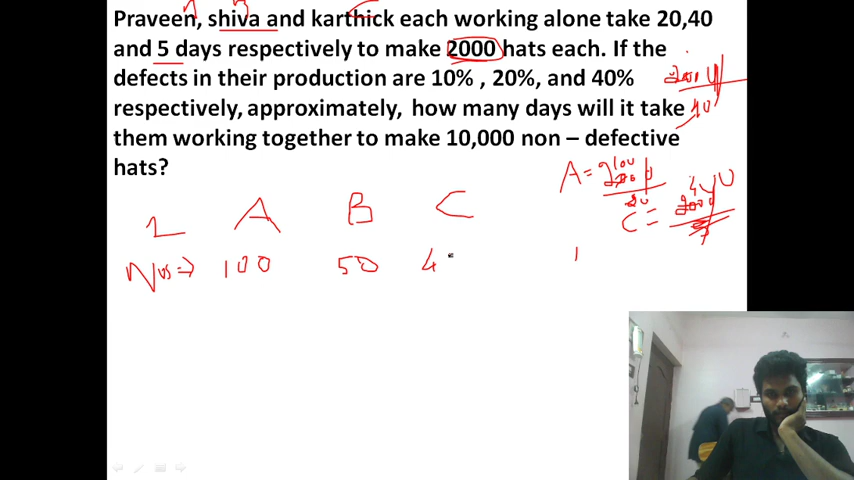 Praveen, shiva and karthick each working alone take 20,40
and 5 days respectively to make 2000 hats each. If the
defects in their production are 10% , 20%, and 40%
respectively, approximately, how many days will it take
them working together to make 10,000 non – defective
hats?
A =
C =
A B C
Nos => 100 50 4